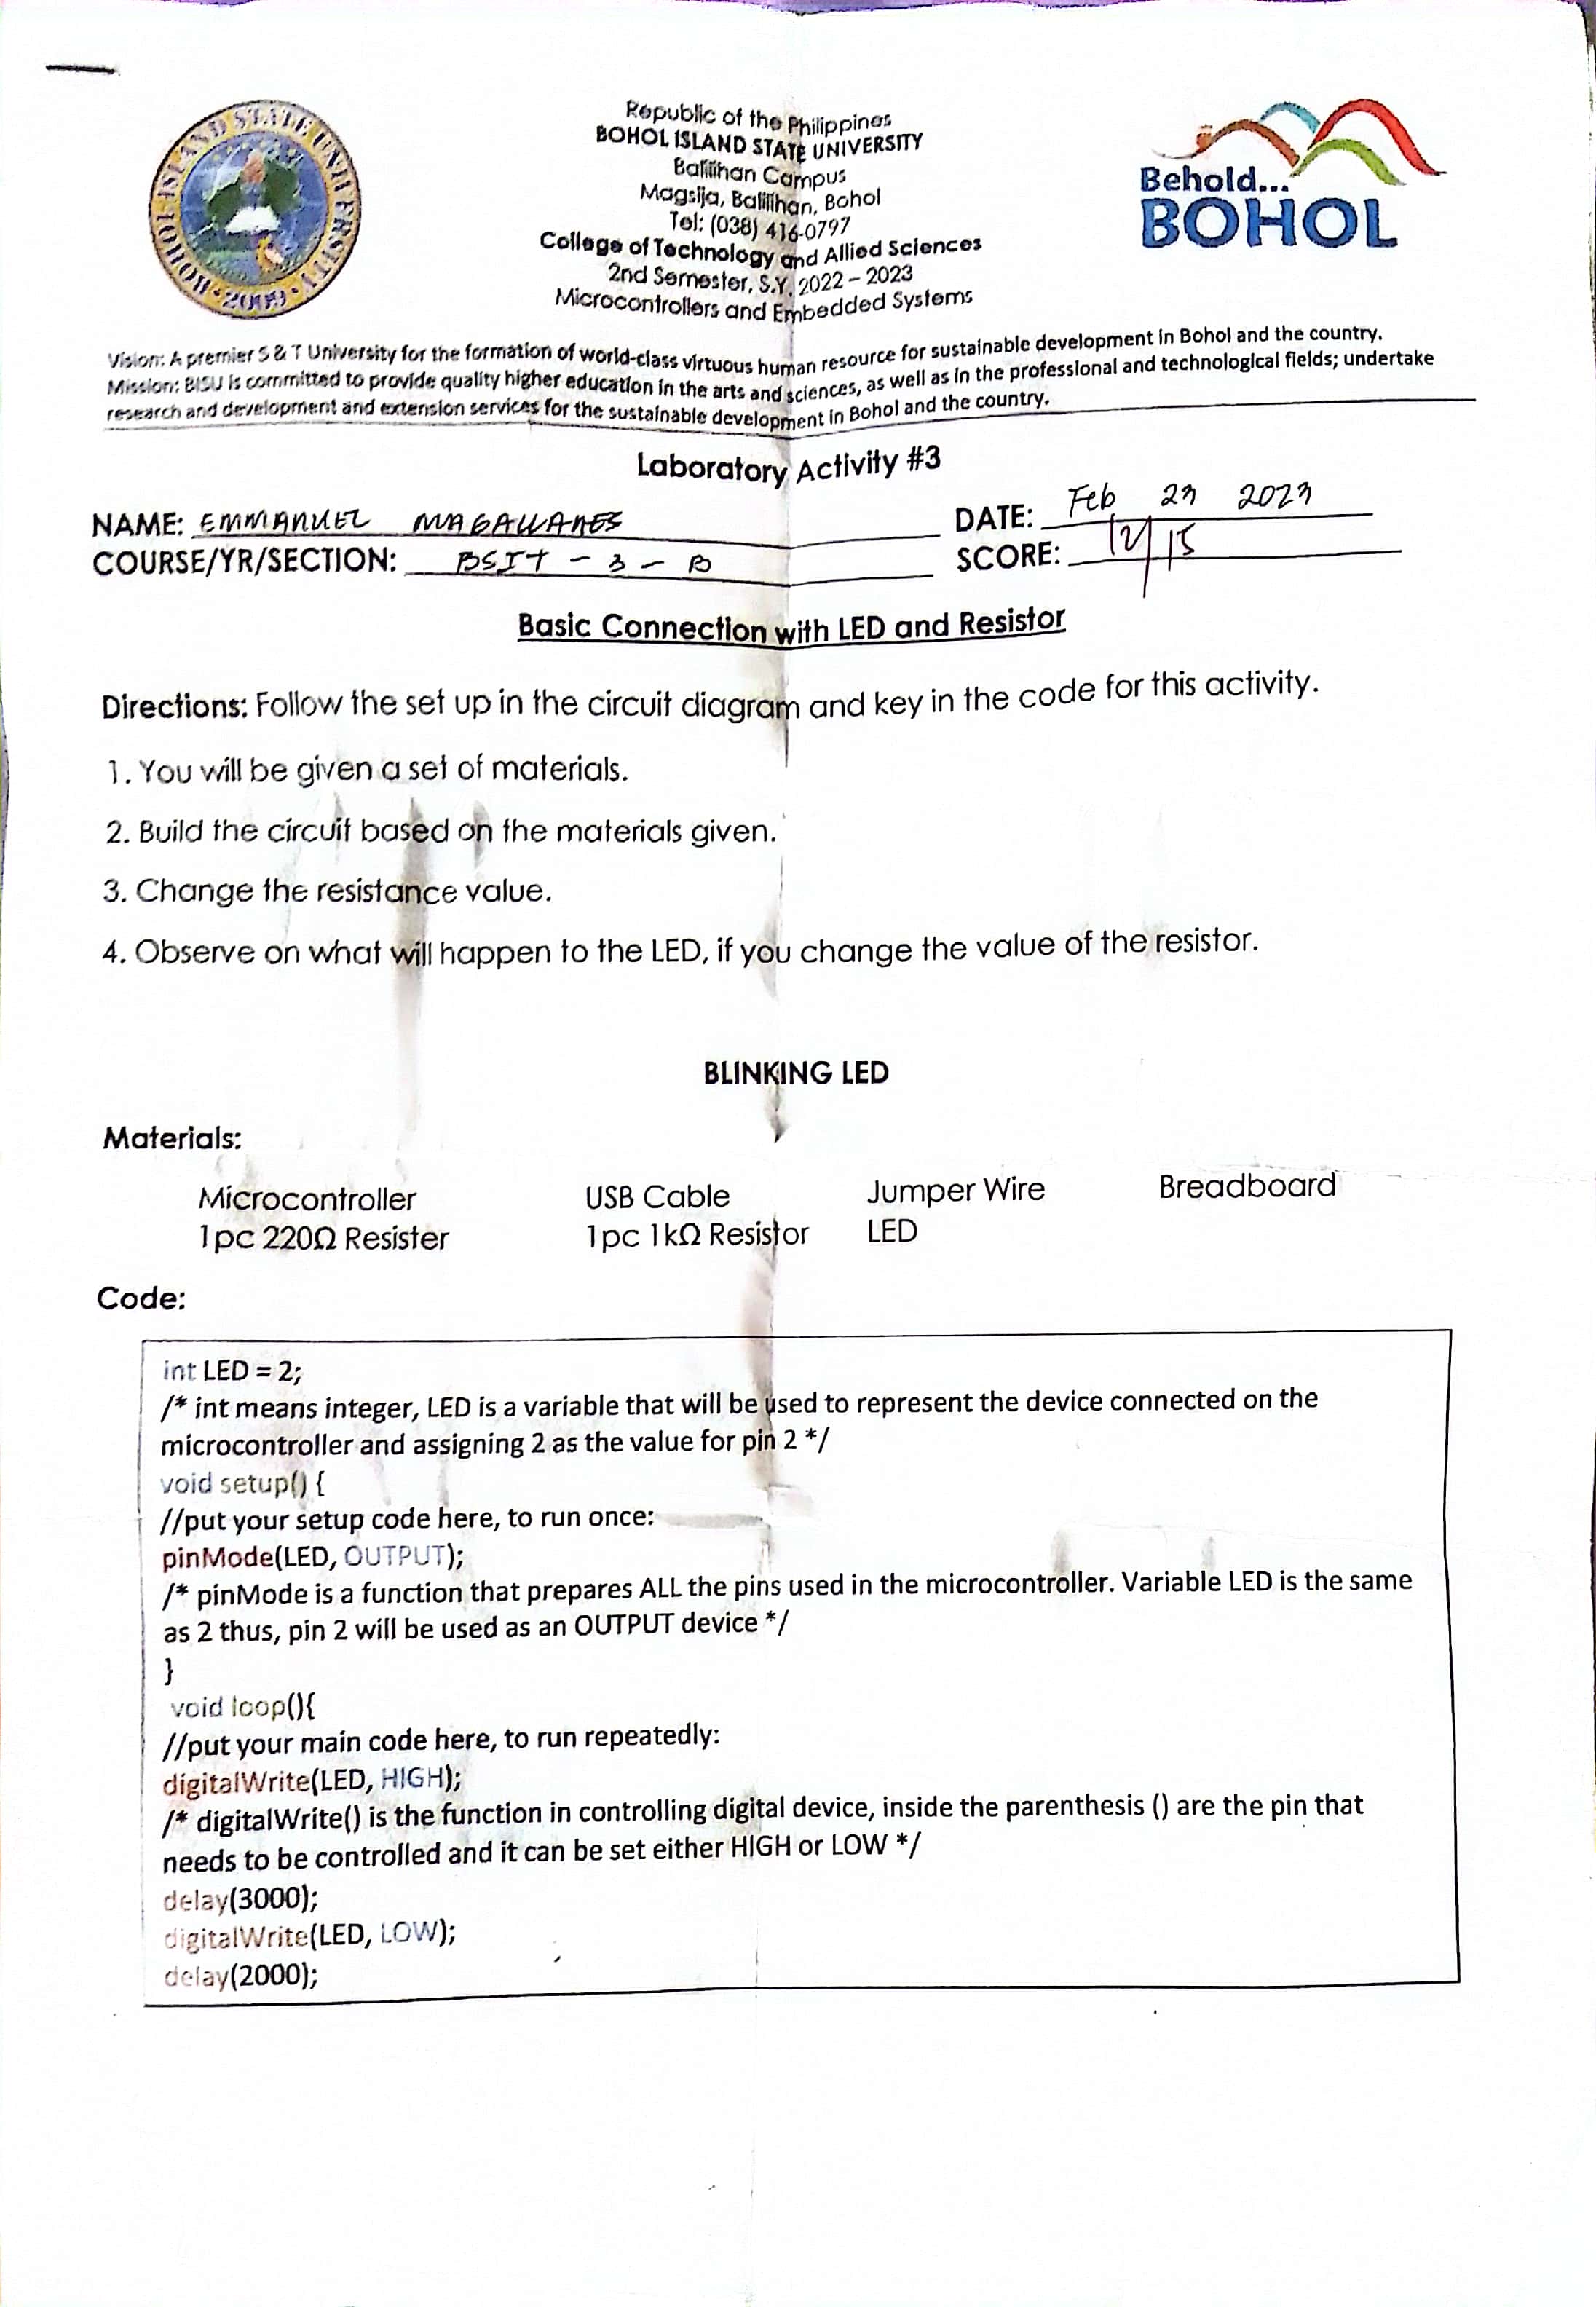 BOHOL ISLAND STATE UNIVERSITY
2009
Republic of the Philippines
BOHOL ISLAND STATE UNIVERSITY
Balilihan Campus
Magsija, Balilihan, Bohol
Tel: (038) 416-0797
College of Technology and Allied Sciences
2nd Semester, S.Y. 2022 – 2023
Microcontrollers and Embedded Systems
Behold...
BOHOL
Vision: A premier S & T University for the formation of world-class virtuous human resource for sustainable development in Bohol and the country.
Mission: BISU is committed to provide quality higher education in the arts and sciences, as well as in the professional and technological fields; undertake
research and development and extension services for the sustainable development in Bohol and the country.
Laboratory Activity #3
NAME: EMMANUEL MAGALLANES DATE: Feb 23 2023
COURSE/YR/SECTION: BSIT - 3 - B SCORE: 12/15
Basic Connection with LED and Resistor
Directions: Follow the set up in the circuit diagram and key in the code for this activity.
1. You will be given a set of materials.
2. Build the circuit based on the materials given.
3. Change the resistance value.
4. Observe on what will happen to the LED, if you change the value of the resistor.
BLINKING LED
Materials:
Microcontroller USB Cable Jumper Wire Breadboard
1pc 220Ω Resister 1pc 1kΩ Resistor LED
Code:
int LED = 2;
/* int means integer, LED is a variable that will be used to represent the device connected on the
microcontroller and assigning 2 as the value for pin 2 */
void setup() {
//put your setup code here, to run once:
pinMode(LED, OUTPUT);
/* pinMode is a function that prepares ALL the pins used in the microcontroller. Variable LED is the same
as 2 thus, pin 2 will be used as an OUTPUT device */
}
void loop(){
//put your main code here, to run repeatedly:
digitalWrite(LED, HIGH);
/* digitalWrite() is the function in controlling digital device, inside the parenthesis () are the pin that
needs to be controlled and it can be set either HIGH or LOW */
delay(3000);
digitalWrite(LED, LOW);
delay(2000);